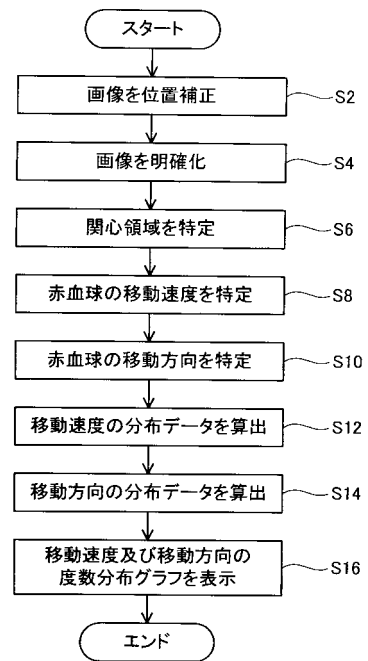 スタート
画像を位置補正
S2
画像を明確化
S4
関心領域を特定
S6
赤血球の移動速度を特定
S8
赤血球の移動方向を特定
S10
移動速度の分布データを算出
S12
移動方向の分布データを算出
S14
移動速度及び移動方向の
度数分布グラフを表示
S16
エンド